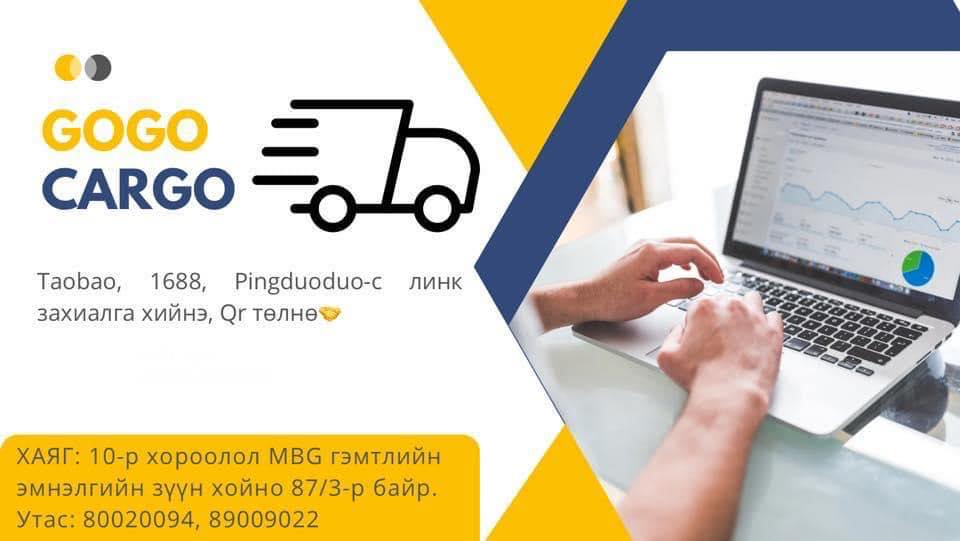 GOGO
CARGO
Taobao, 1688, Pingduoduo-с линк
захиалга хийнэ, Qr төлнө🤝
ХАЯГ: 10-р хороолол MBG гэмтлийн
эмнэлгийн зүүн хойно 87/3-р байр.
Утас: 80020094, 89009022